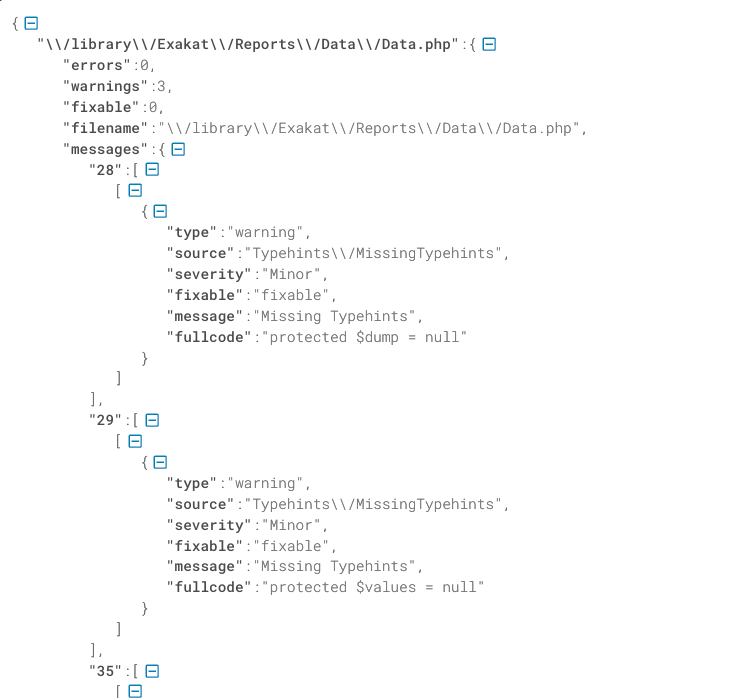 {
"\\/library\\/Exakat\\/Reports\\/Data\\/Data.php":{
"errors":0,
"warnings":3,
"fixable":0,
"filename":"\\/library\\/Exakat\\/Reports\\/Data\\/Data.php",
"messages":{
"28":[
[
{
"type":"warning",
"source":"Typehints\\/MissingTypehints",
"severity":"Minor",
"fixable":"fixable",
"message":"Missing Typehints",
"fullcode":"protected $dump = null"
}
]
],
"29":[
[
{
"type":"warning",
"source":"Typehints\\/MissingTypehints",
"severity":"Minor",
"fixable":"fixable",
"message":"Missing Typehints",
"fullcode":"protected $values = null"
}
]
],
"35":[
[